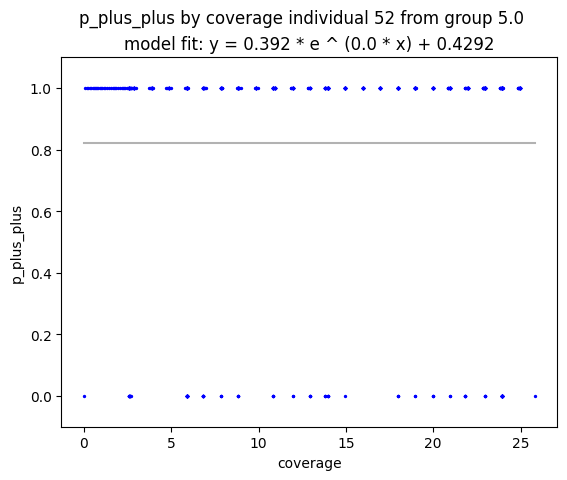 p_plus_plus by coverage individual 52 from group 5.0
model fit: y = 0.392 * e ^ (0.0 * x) + 0.4292
1.0
0.8
0.6
0.4
0.2
0.0
p_plus_plus
0 5 10 15 20 25
coverage